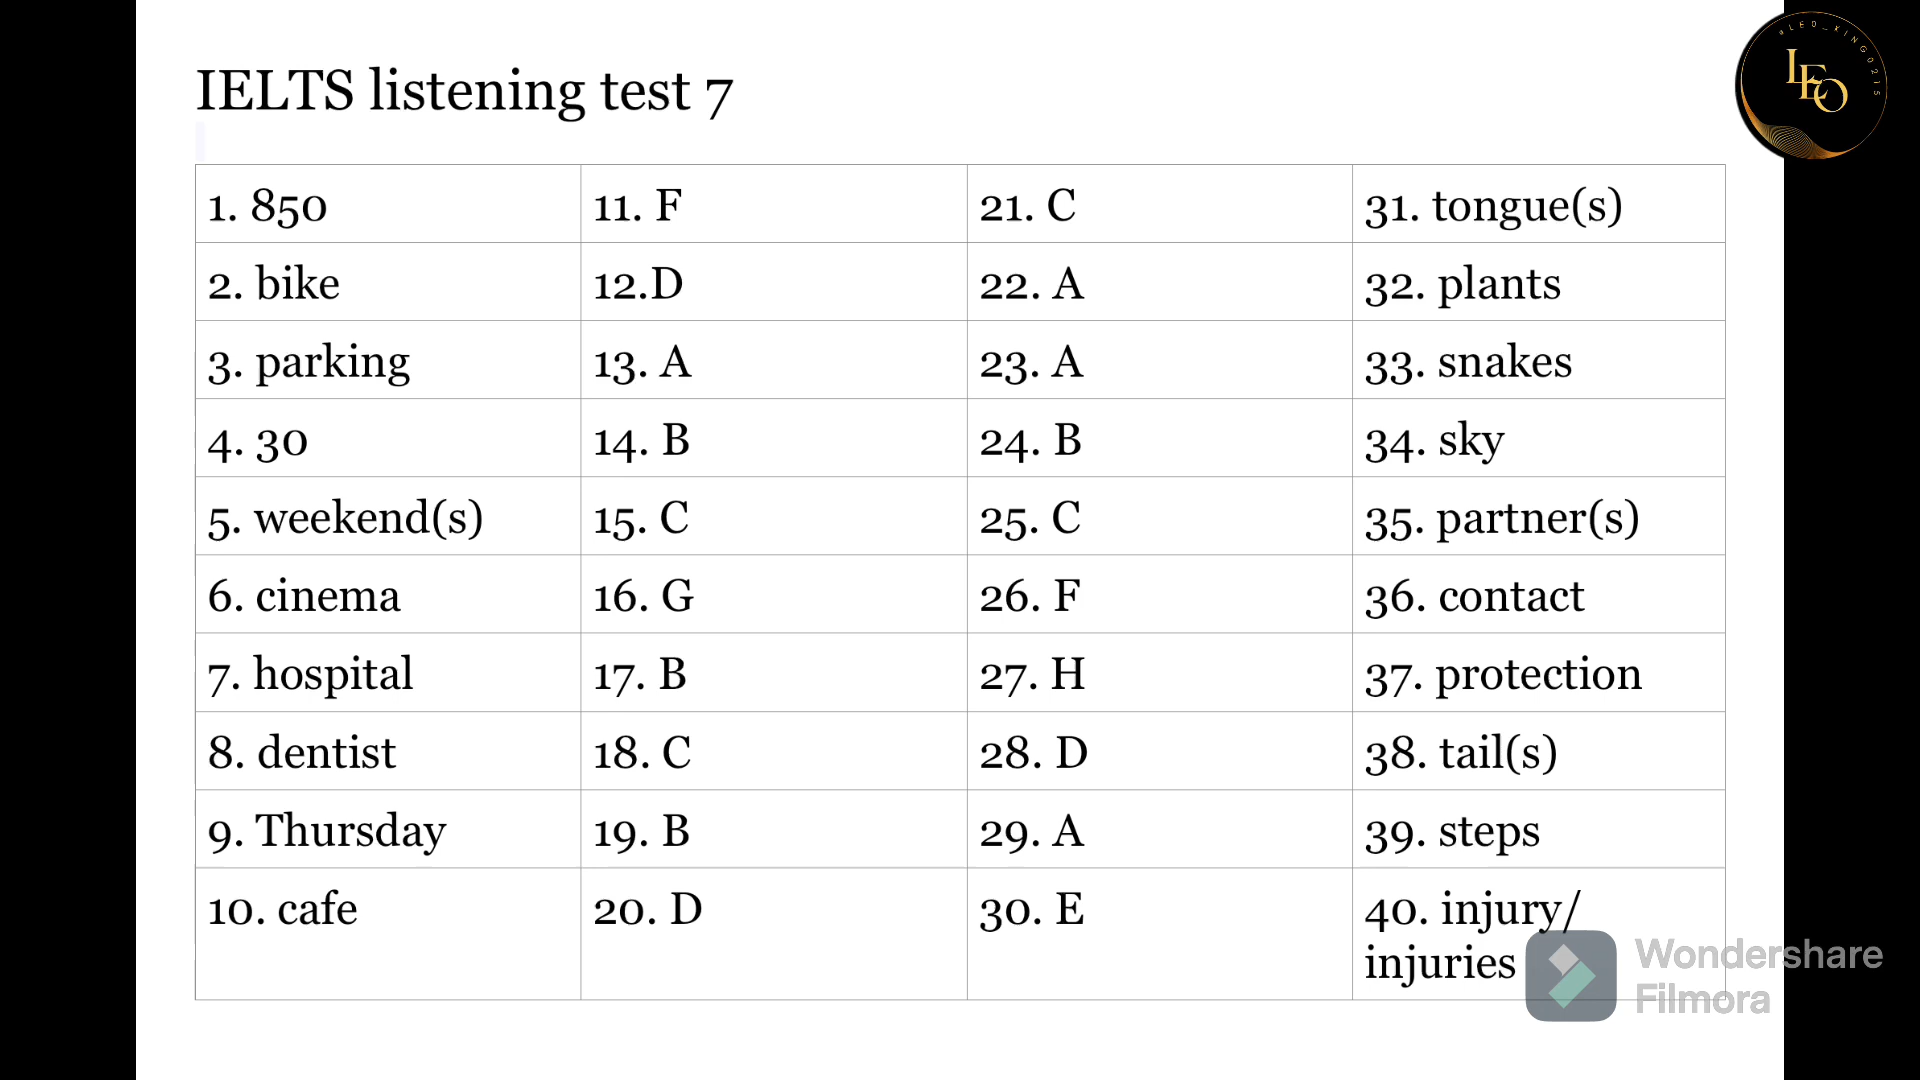 IELTS listening test 7
#LEO_KING0215
LEO
1. 850
11. F
21. C
31. tongue(s)
2. bike
12.D
22. A
32. plants
3. parking
13. A
23. A
33. snakes
4. 30
14. B
24. B
34. sky
5. weekend(s)
15. C
25. C
35. partner(s)
6. cinema
16. G
26. F
36. contact
7. hospital
17. B
27. H
37. protection
8. dentist
18. C
28. D
38. tail(s)
9. Thursday
19. B
29. A
39. steps
10. cafe
20. D
30. E
40. injury/
injuries
Wondershare
Filmora